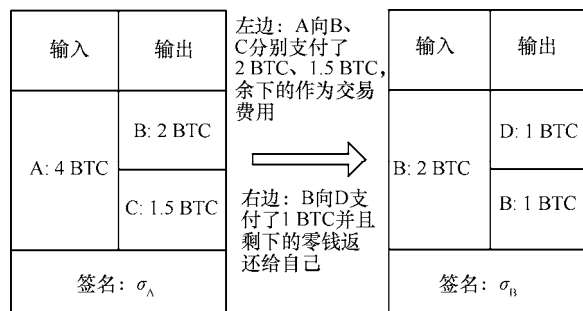 输入
输出
A: 4 BTC
B: 2 BTC
C: 1.5 BTC
签名：σA
左边：A向B、
C分别支付了
2 BTC、1.5 BTC，
余下的作为交易
费用
右边：B向D支
付了1 BTC并且
剩下的零钱返
还给自己
输入
输出
B: 2 BTC
D: 1 BTC
B: 1 BTC
签名：σB